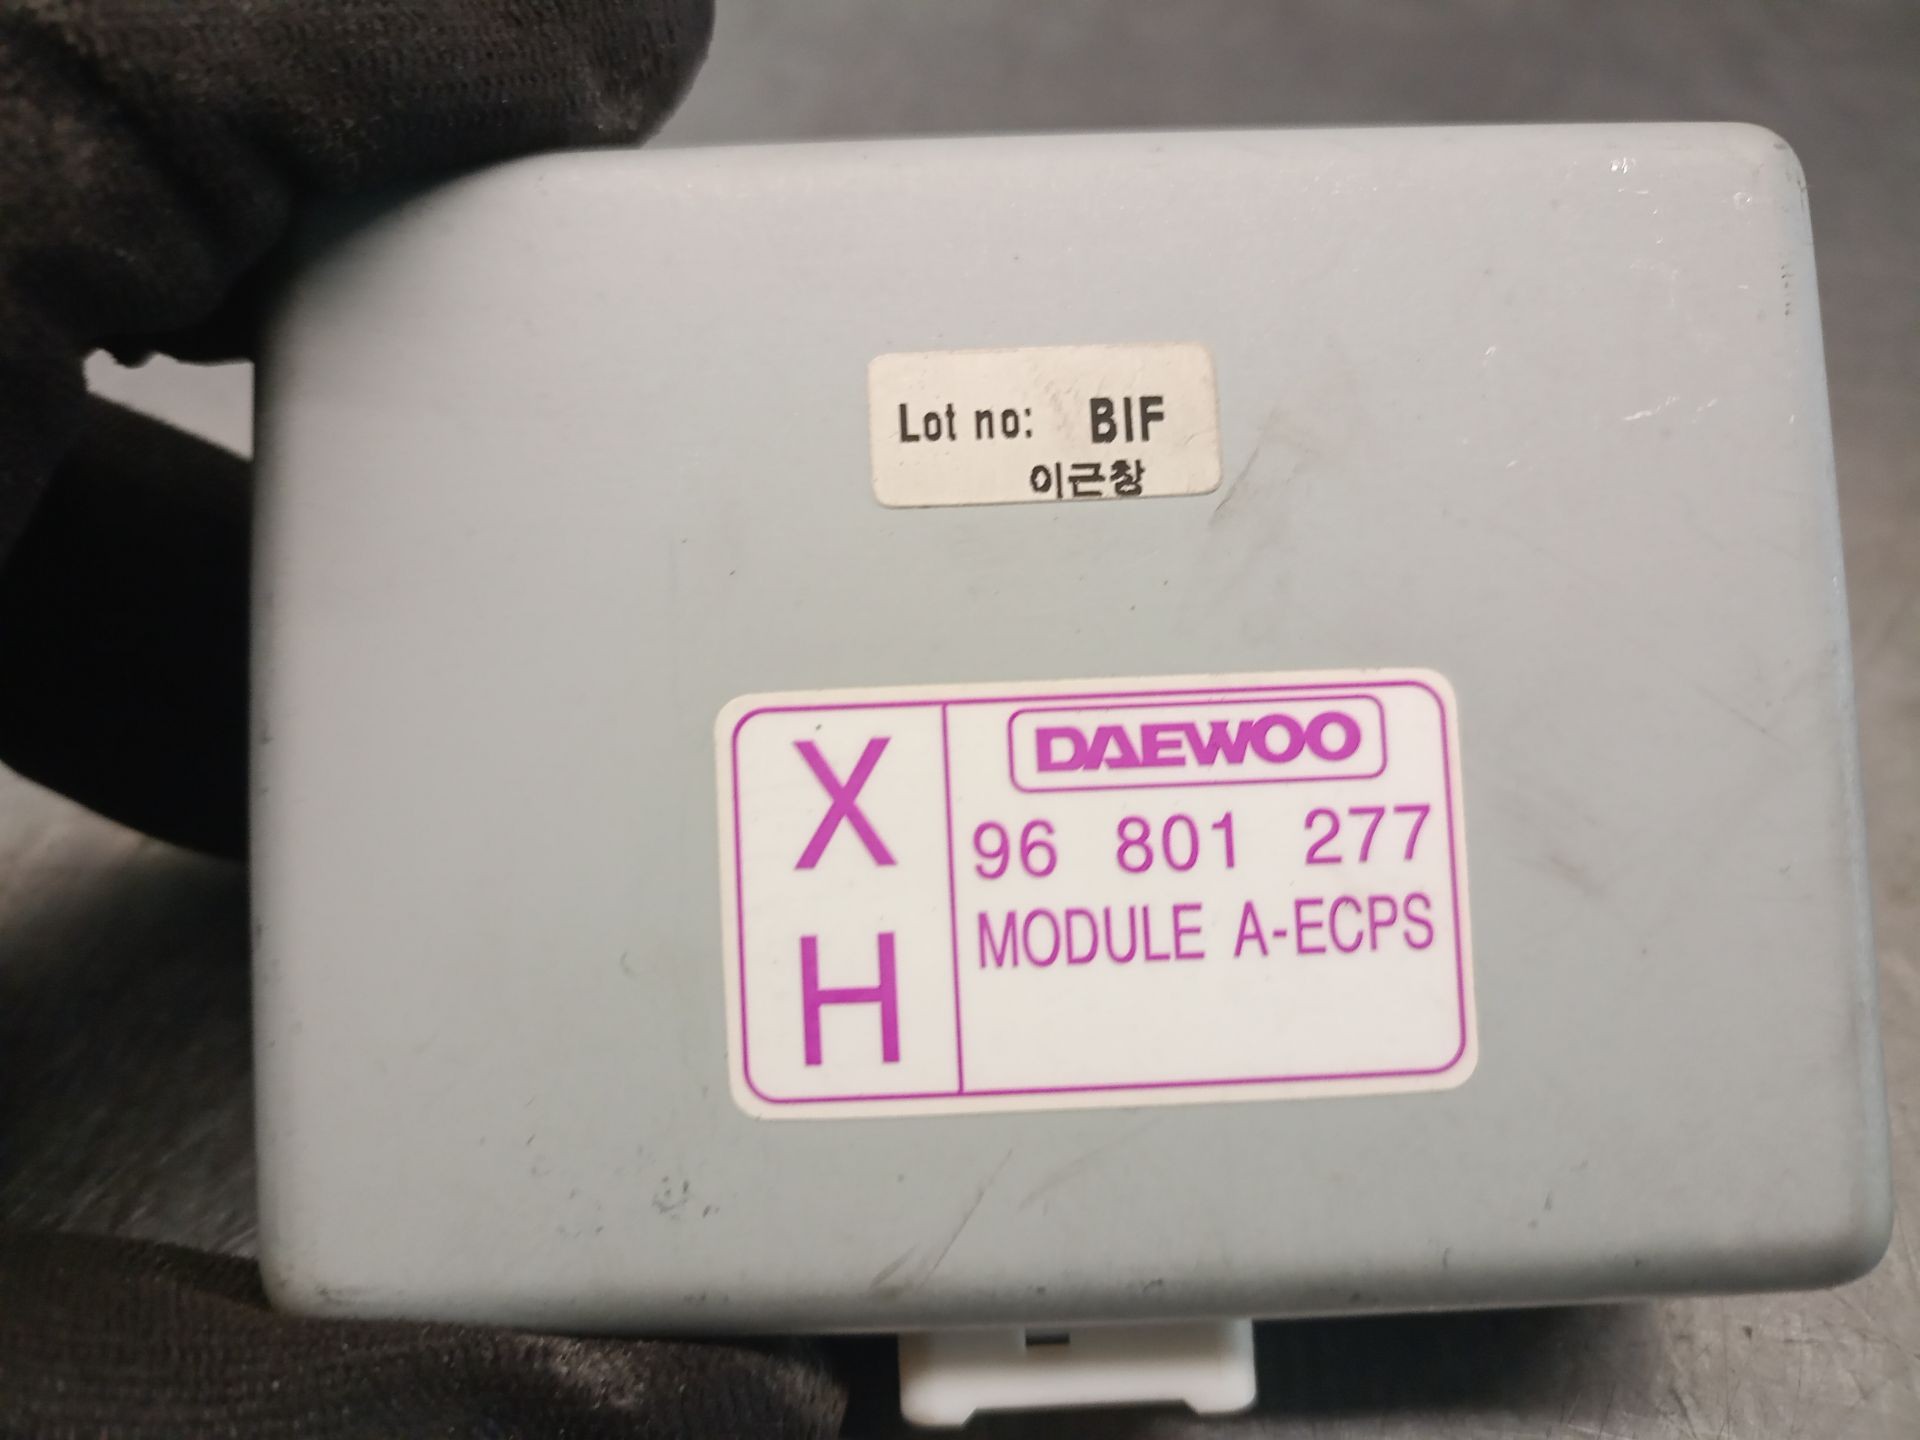 Lot no: BIF
이근창
X
H
DAEWOO
96 801 277
MODULE A-ECPS